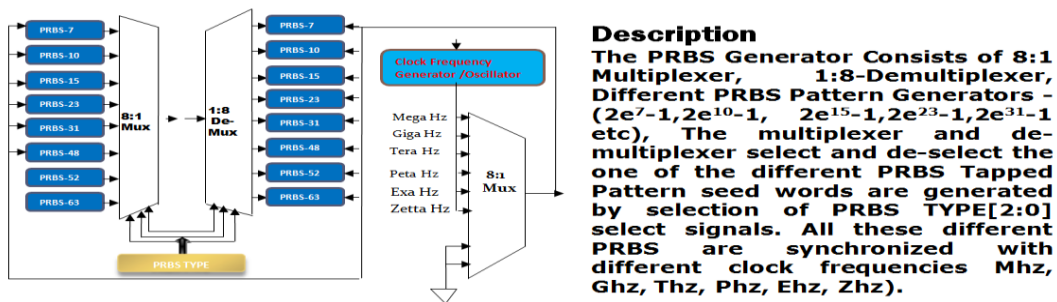 PRBS-7
PRBS-10
PRBS-15
PRBS-23
PRBS-31
PRBS-48
PRBS-52
PRBS-63
8:1
Mux
1:8
De-
Mux
PRBS-7
PRBS-10
PRBS-15
PRBS-23
PRBS-31
PRBS-48
PRBS-52
PRBS-63
PRBS TYPE
Clock Frequency
Generator /Oscillator
Mega Hz
Giga Hz
Tera Hz
Peta Hz
Exa Hz
Zetta Hz
8:1
Mux
Description
The PRBS Generator Consists of 8:1
Multiplexer, 1:8-Demultiplexer,
Different PRBS Pattern Generators -
(2e⁷-1,2e¹⁰-1, 2e¹⁵-1,2e²³-1,2e³¹-1
etc), The multiplexer and de-
multiplexer select and de-select the
one of the different PRBS Tapped
Pattern seed words are generated
by selection of PRBS TYPE[2:0]
select signals. All these different
PRBS are synchronized with
different clock frequencies Mhz,
Ghz, Thz, Phz, Ehz, Zhz).